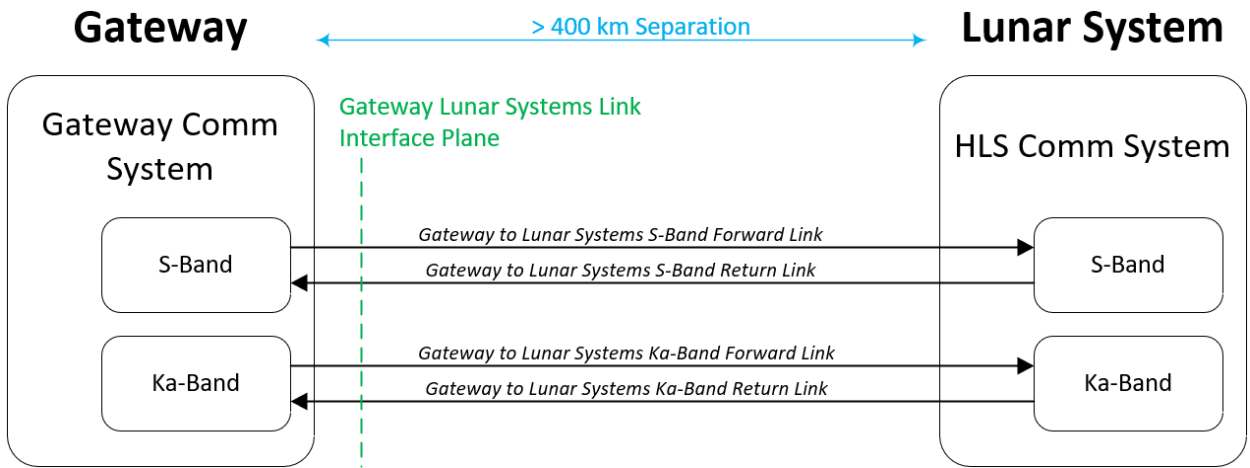 Gateway
> 400 km Separation
Lunar System
Gateway Comm
System
Gateway Lunar Systems Link
Interface Plane
HLS Comm System
S-Band
Gateway to Lunar Systems S-Band Forward Link
Gateway to Lunar Systems S-Band Return Link
S-Band
Ka-Band
Gateway to Lunar Systems Ka-Band Forward Link
Gateway to Lunar Systems Ka-Band Return Link
Ka-Band